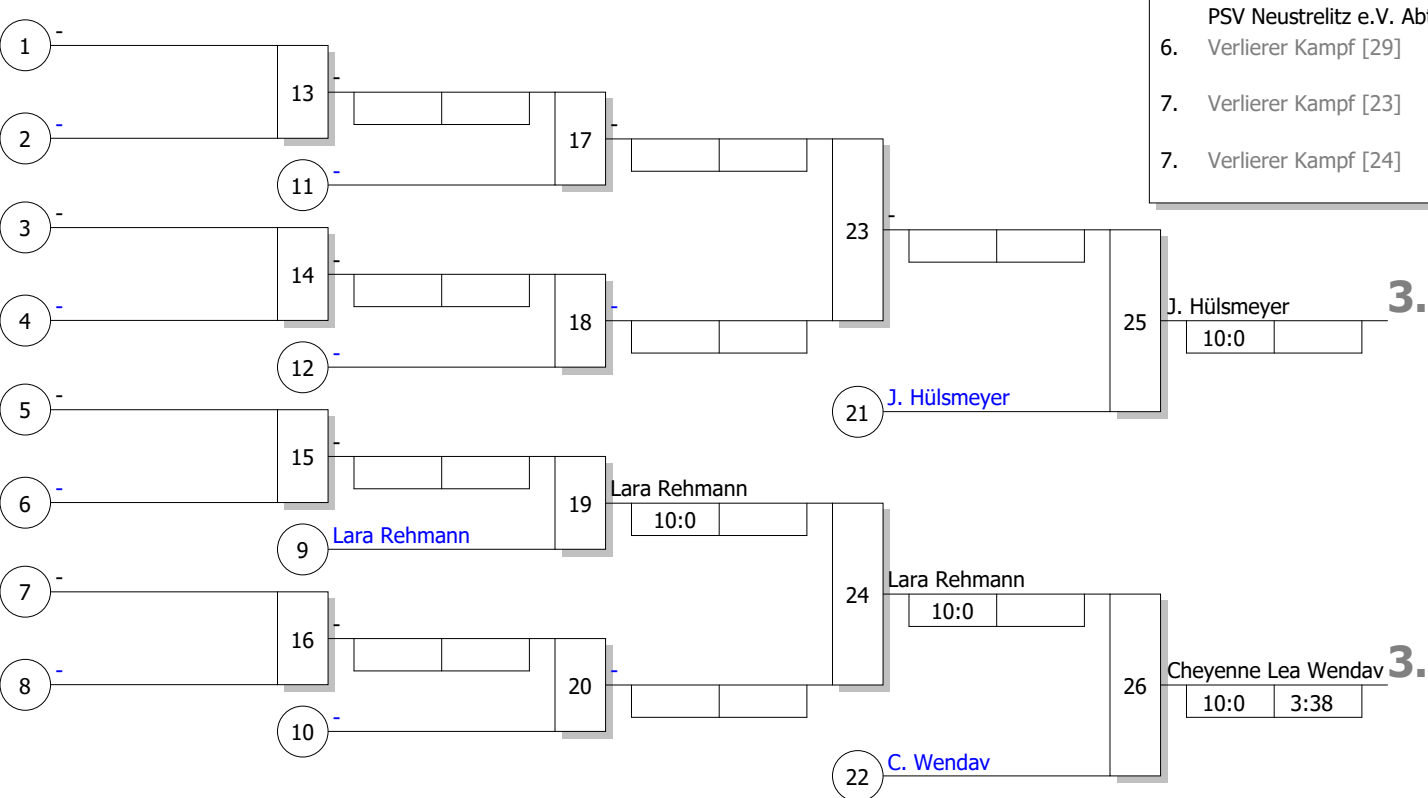 PSV Neustrelitz e.V. Abt
6. Verlierer Kampf [29]
7. Verlierer Kampf [23]
7. Verlierer Kampf [24]
1 -
13 -
2 -
17 -
11 -
3 -
23 -
14 -
4 -
18 -
12 -
25 J. Hülsmeyer 3.
10:0
21 J. Hülsmeyer
5 -
15 -
6 -
19 Lara Rehmann
10:0
9 Lara Rehmann
7 -
24 Lara Rehmann
10:0
16 -
8 -
20 -
10 -
26 Cheyenne Lea Wendav 3.
10:0 3:38
22 C. Wendav